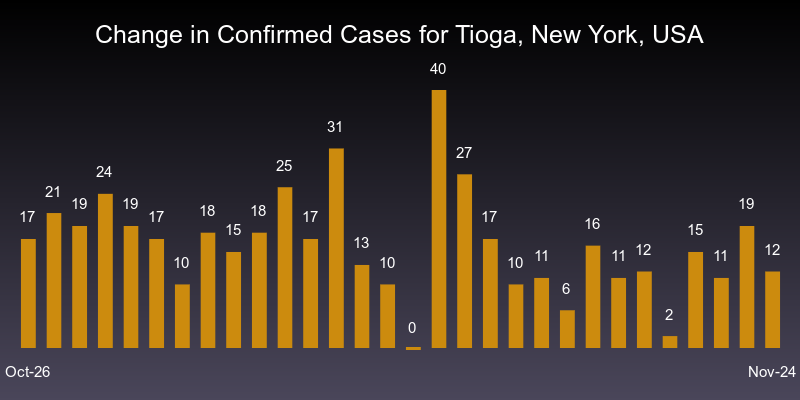 Change in Confirmed Cases for Tioga, New York, USA
17 21 19 24 19 17 10 18 15 18 25 17 31 13 10 0 40 27 17 10 11 6 16 11 12 2 15 11 19 12
Oct-26 Nov-24